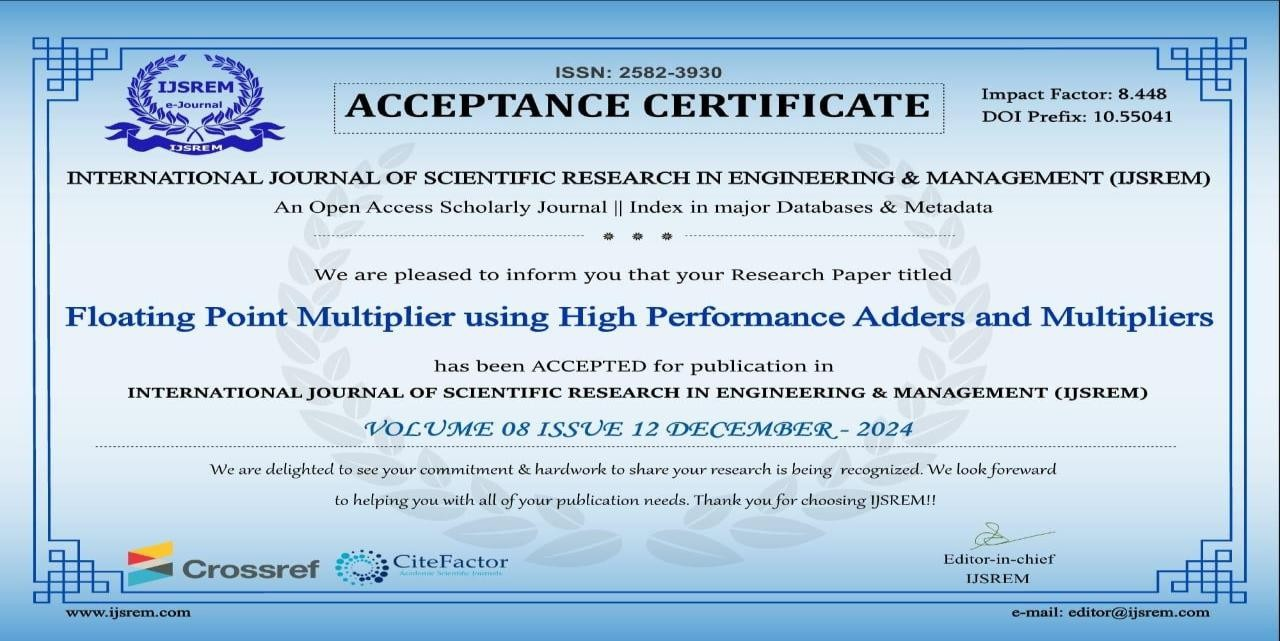 ISSN: 2582-3930
IJSREM
e-Journal
IJSREM
ACCEPTANCE CERTIFICATE
Impact Factor: 8.448
DOI Prefix: 10.55041
INTERNATIONAL JOURNAL OF SCIENTIFIC RESEARCH IN ENGINEERING & MANAGEMENT (IJSREM)
An Open Access Scholarly Journal || Index in major Databases & Metadata
We are pleased to inform you that your Research Paper titled
Floating Point Multiplier using High Performance Adders and Multipliers
has been ACCEPTED for publication in
INTERNATIONAL JOURNAL OF SCIENTIFIC RESEARCH IN ENGINEERING & MANAGEMENT (IJSREM)
VOLUME 08 ISSUE 12 DECEMBER - 2024
We are delighted to see your commitment & hardwork to share your research is being recognized. We look foreward
to helping you with all of your publication needs. Thank you for choosing IJSREM!!
Crossref
CiteFactor
Academic Scientific Journals
Editor-in-chief
IJSREM
www.ijsrem.com
e-mail: editor@ijsrem.com